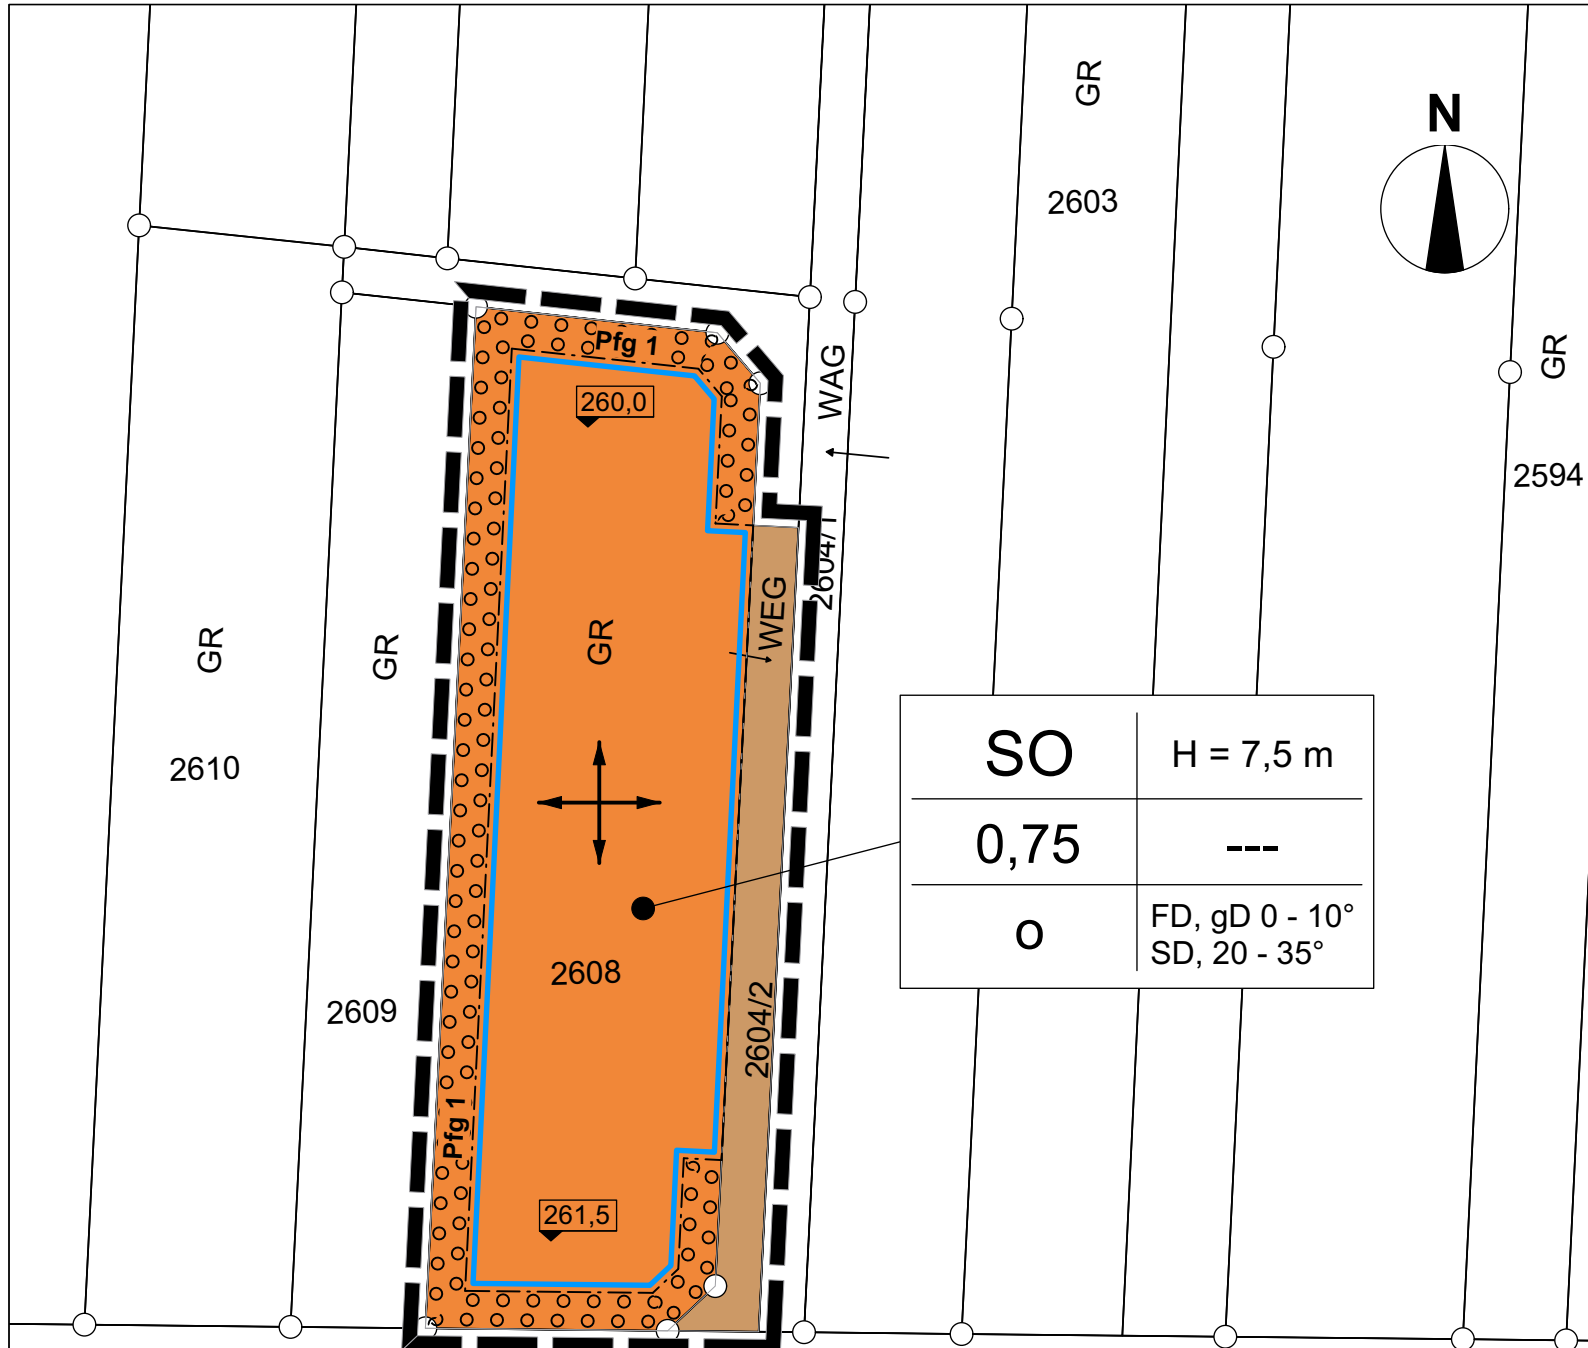 GR
N
2603
Pfg 1
WAG
GR
260,0
2594
2604/1
WEG
GR
GR
GR
SO
H = 7,5 m
2610
0,75
---
o
FD, gD 0 - 10°
SD, 20 - 35°
2608
2609
2604/2
Pfg 1
261,5